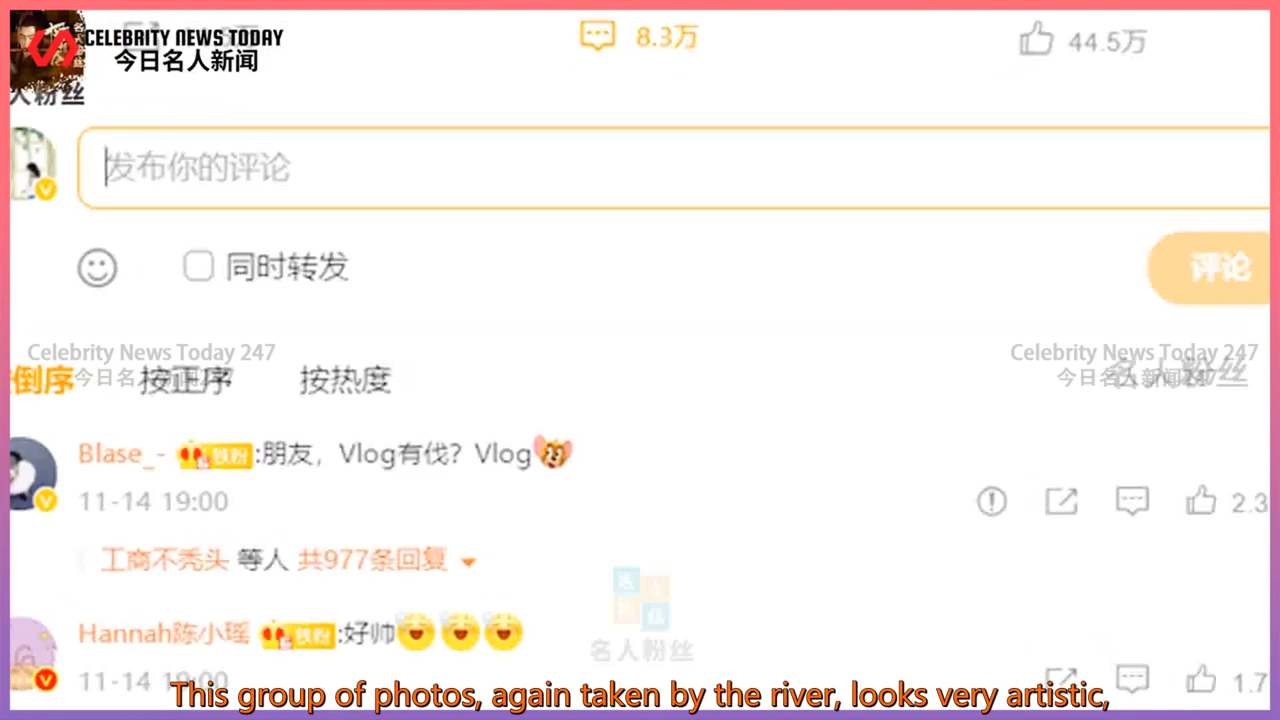 CELEBRITY NEWS TODAY
今日名人新闻
8.3万
44.5万
人粉丝
发布你的评论
同时转发
评论
Celebrity News Today 247
Celebrity News Today 247
倒序
按正序
按热度
Blase_- 铁粉:朋友，Vlog有伐？Vlog
11-14 19:00
2.3
工商不秃头 等人 共977条回复
名人粉丝
Hannah陈小瑶 铁粉:好帅
11-14 19:00
1.7
This group of photos, again taken by the river, looks very artistic,